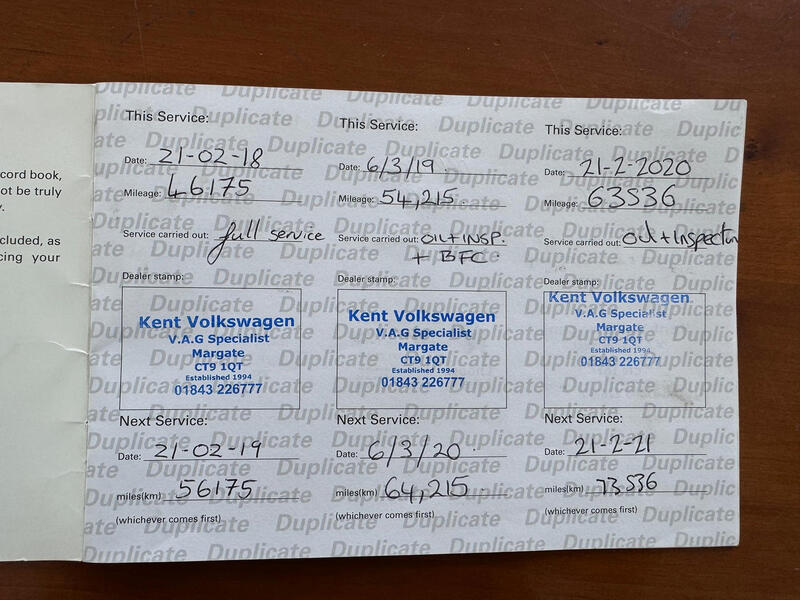 cord book,
ot be truly
y.
cluded, as
cing your
Duplicate Duplicate Duplicate Duplicate
This Service:
Date: 21-02-18
Mileage: 46175
Service carried out: full service
Dealer stamp:
Kent Volkswagen
V.A.G Specialist
Margate
CT9 1QT
Established 1994
01843 226777
Next Service:
Date: 21-02-19
miles(km) 56175
(whichever comes first)
This Service:
Date: 6/3/19.
Mileage: 54,215.
Service carried out: OIL + INSP.
+ BFC.
Dealer stamp:
Kent Volkswagen
V.A.G Specialist
Margate
CT9 1QT
Established 1994
01843 226777
Next Service:
Date: 6/3/20.
miles(km) 64,215.
(whichever comes first)
This Service:
Date: 21-2-2020
Mileage: 63536
Service carried out: Oil + Inspection
Dealer stamp:
Kent Volkswagen
V.A.G Specialist
Margate
CT9 1QT
Established 1994
01843 226777
Next Service:
Date: 21-2-21
miles(km) 73536
(whichever comes first)